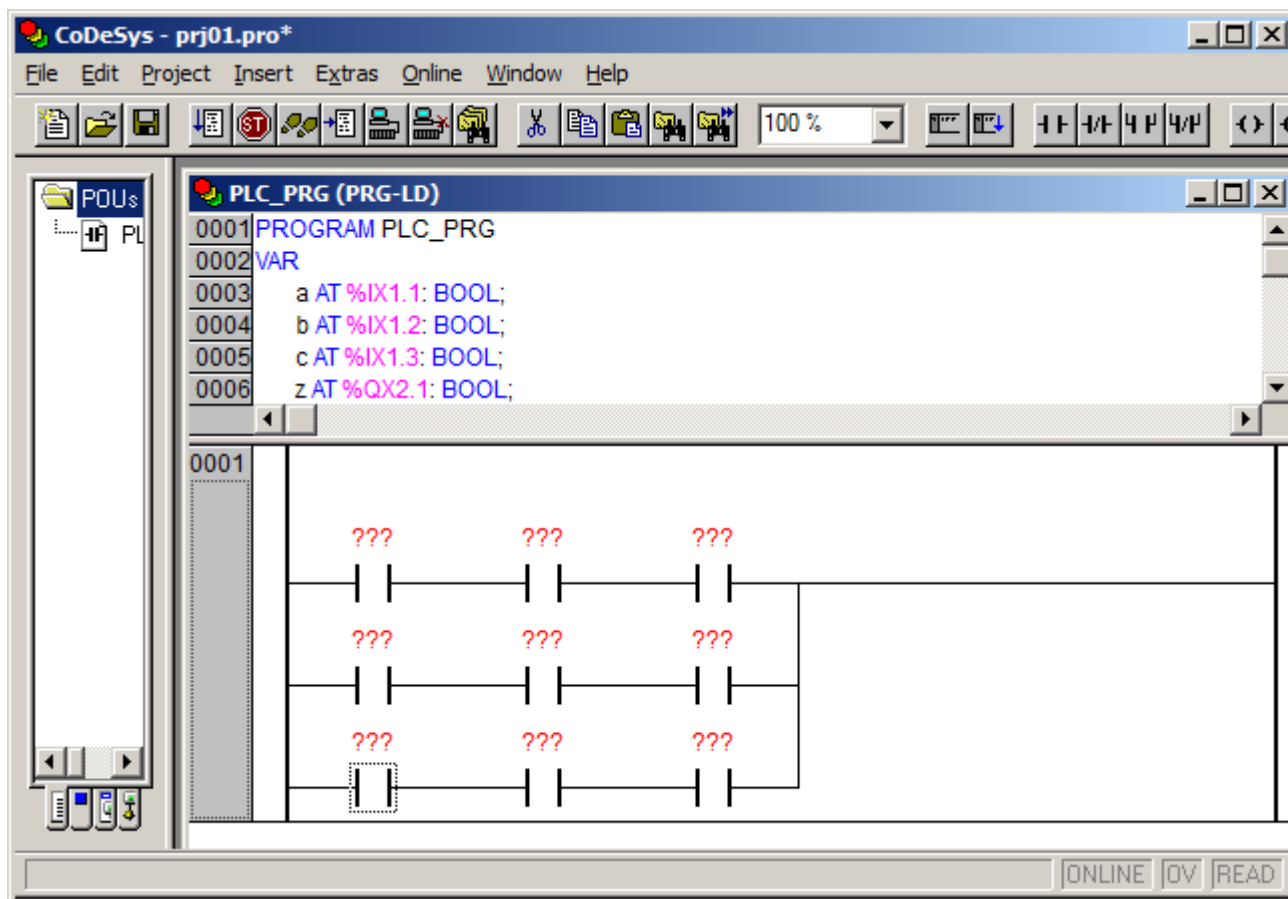 CoDeSys - prj01.pro*
File Edit Project Insert Extras Online Window Help
ST
100 %
POUs
PL
PLC_PRG (PRG-LD)
0001 PROGRAM PLC_PRG
0002 VAR
0003 a AT %IX1.1: BOOL;
0004 b AT %IX1.2: BOOL;
0005 c AT %IX1.3: BOOL;
0006 z AT %QX2.1: BOOL;
0001
??? ??? ???
??? ??? ???
??? ??? ???
ONLINE OV READ